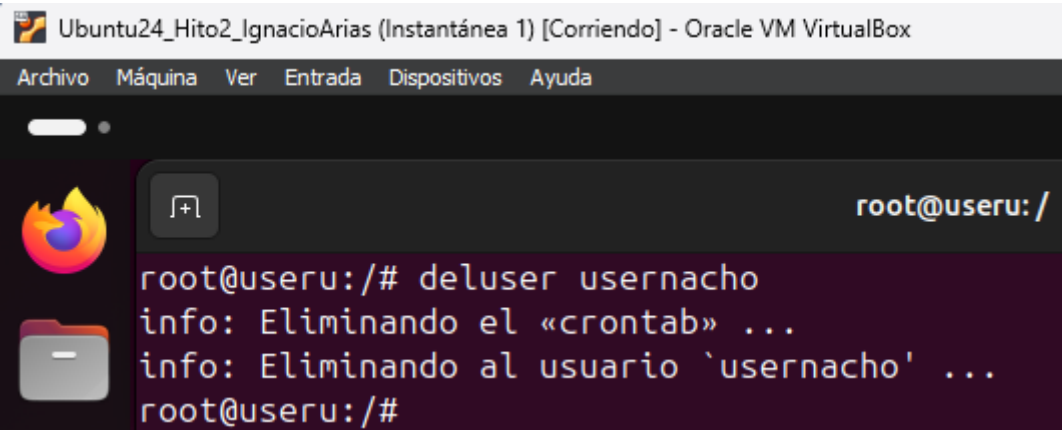 Ubuntu24_Hito2_IgnacioArias (Instantánea 1) [Corriendo] - Oracle VM VirtualBox
Archivo Máquina Ver Entrada Dispositivos Ayuda
root@useru: /
root@useru:/# deluser usernacho
info: Eliminando el «crontab» ...
info: Eliminando al usuario `usernacho' ...
root@useru:/#